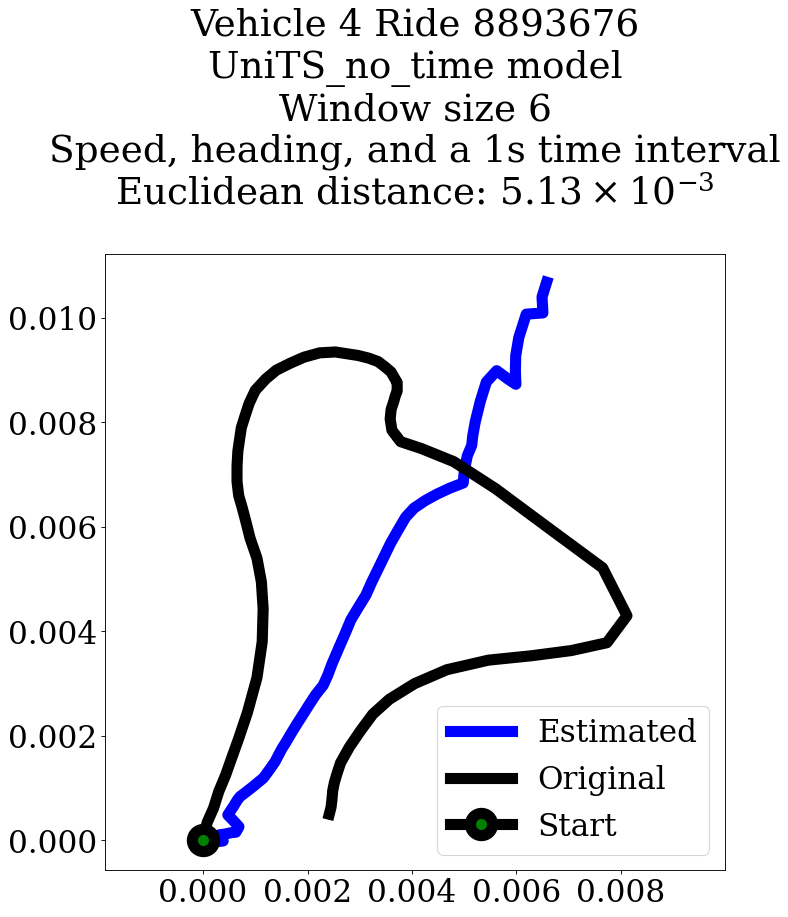 Vehicle 4 Ride 8893676
UniTS_no_time model
Window size 6
Speed, heading, and a 1s time interval
Euclidean distance: 5.13 × 10⁻³
0.010
0.008
0.006
0.004
0.002
0.000
Estimated
Original
Start
0.000 0.002 0.004 0.006 0.008